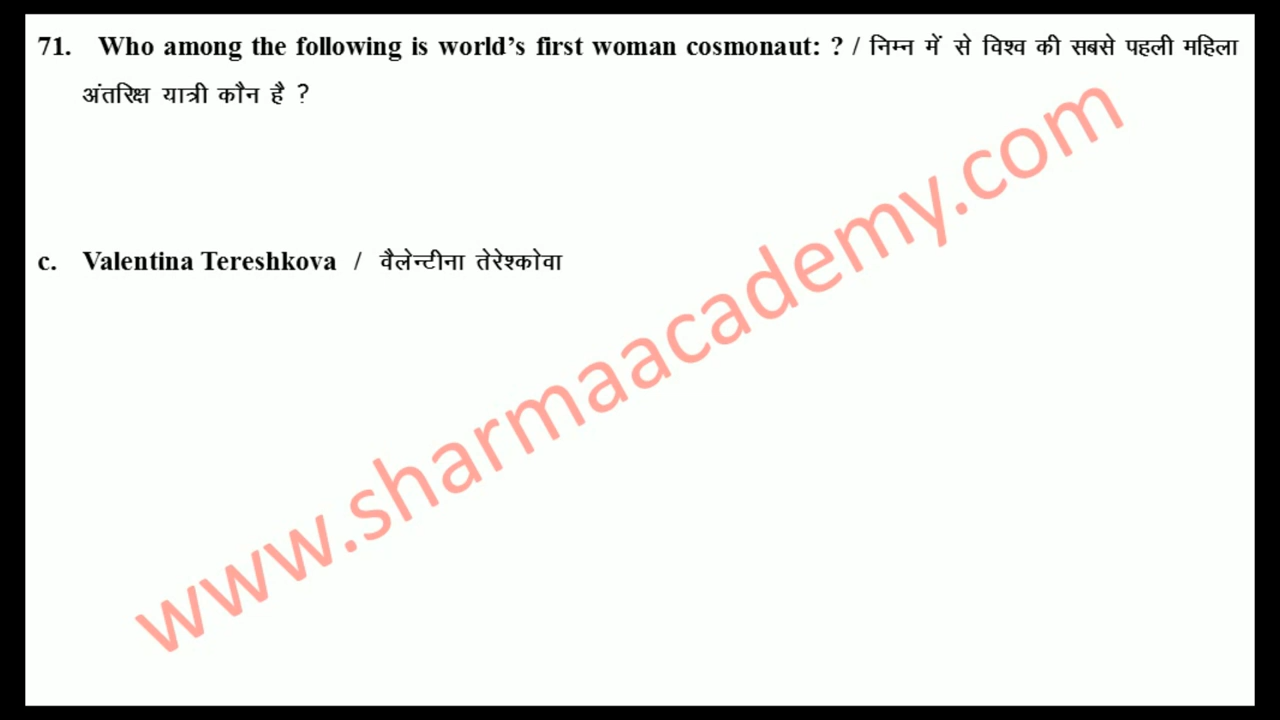 71. Who among the following is world’s first woman cosmonaut: ? / निम्न में से विश्व की सबसे पहली महिला
अंतरिक्ष यात्री कौन है ?
c. Valentina Tereshkova / वैलेन्टीना तेरेश्कोवा
www.sharmaacademy.com